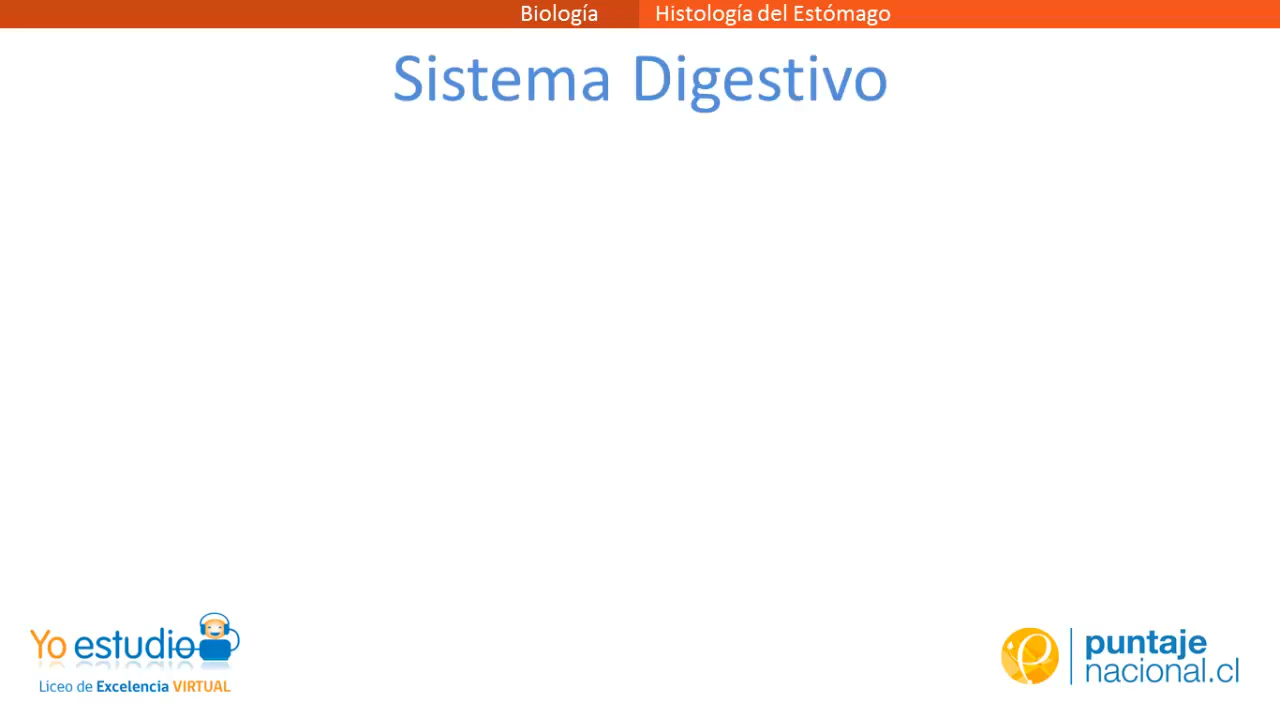 Biología
Histología del Estómago
Sistema Digestivo
Yo estudio
Liceo de Excelencia VIRTUAL
puntaje
nacional.cl